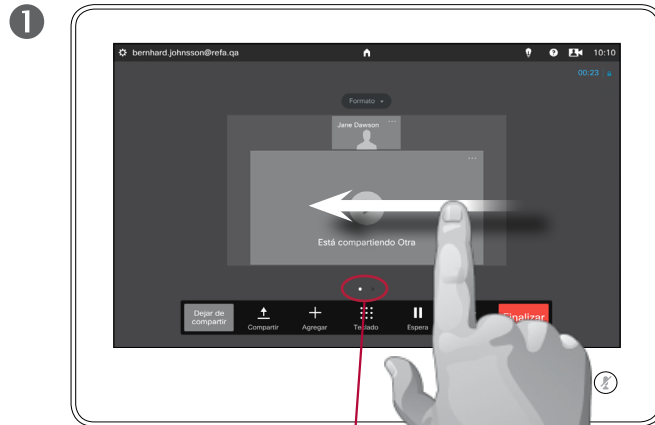 1
bernhard.johnsson@refa.qa
10:10
00:23
Formato
Jane Dawson
Está compartiendo Otra
Dejar de
compartir
Compartir
Agregar
Teclado
Espera
Finalizar